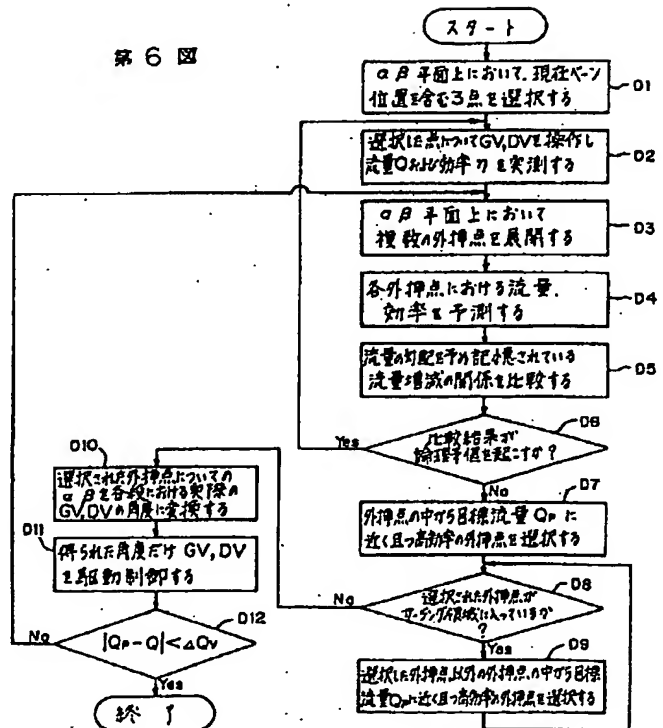 第6図
スタート
αβ平面上において、現在ベーン
位置を含む3点を選択する
D1
選択した点についてGV,DVを操作し
流量Qおよび効率ηを実測する
D2
αβ平面上において
複数の外挿点を展開する
D3
各外挿点における流量、
効率を予測する
D4
流量の勾配を予め記憶されている
流量増減の関係を比較する
D5
比較結果が
論理矛盾を起こすか?
D6
Yes
No
外挿点の中から目標流量Qpに
近く且つ高効率の外挿点を選択する
D7
選択された外挿点が
サージング領域に入っているか
?
D8
No
Yes
選択した外挿点以外の外挿点の中から目標
流量Qpに近く且つ高効率の外挿点を選択する
D9
D10
選択された外挿点についての
αβを各段における実際の
GV,DVの角度に変換する
D11
得られた角度だけGV,DV
を駆動制御する
D12
|Qp-Q|<ΔQv
No
Yes
終了